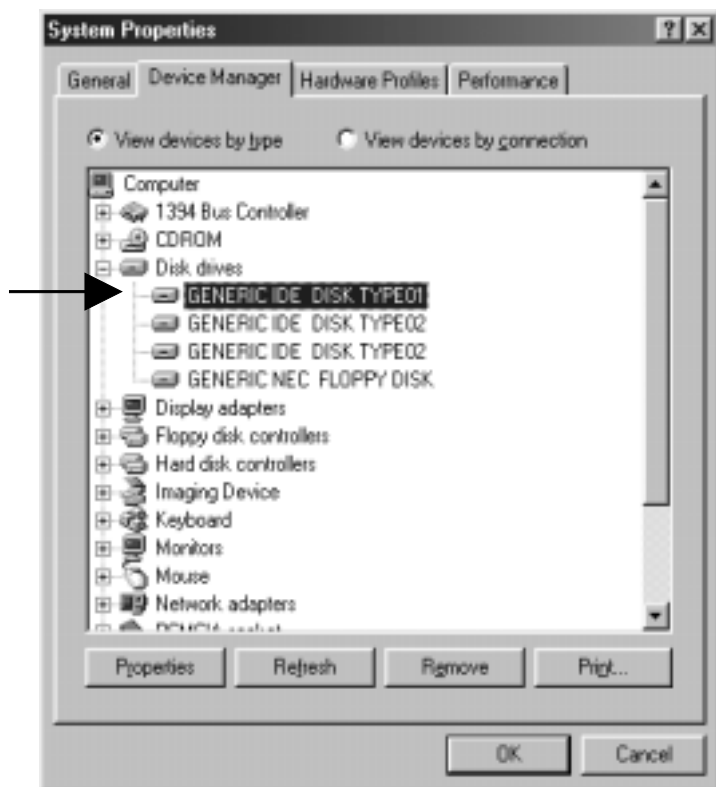 System Properties
General Device Manager Hardware Profiles Performance
View devices by type View devices by connection
Computer
1394 Bus Controller
CDROM
Disk drives
GENERIC IDE DISK TYPE01
GENERIC IDE DISK TYPE02
GENERIC IDE DISK TYPE02
GENERIC NEC FLOPPY DISK
Display adapters
Floppy disk controllers
Hard disk controllers
Imaging Device
Keyboard
Monitors
Mouse
Network adapters
Properties Refresh Remove Print...
OK Cancel